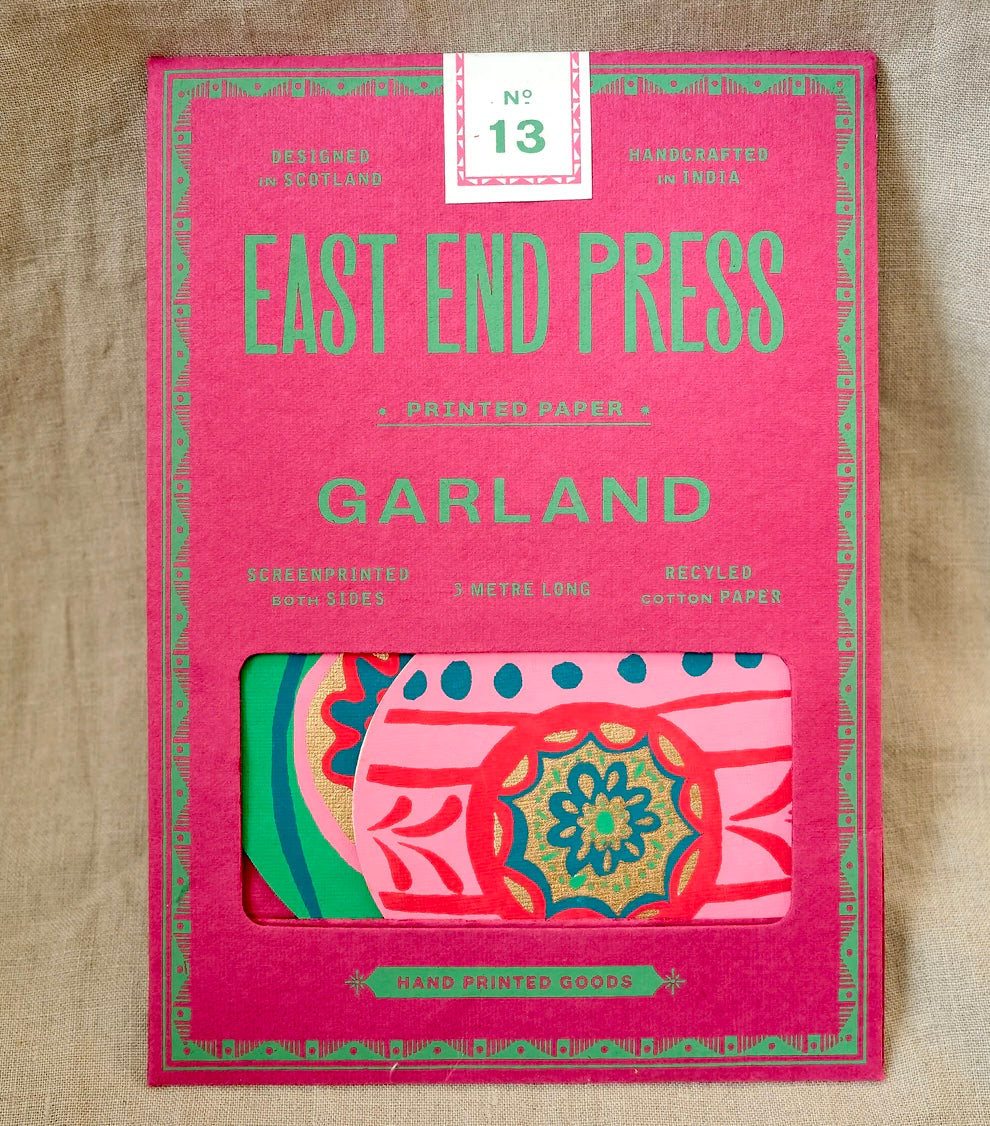 Nº
13
DESIGNED
IN SCOTLAND
HANDCRAFTED
IN INDIA
EAST END PRESS
• PRINTED PAPER •
GARLAND
SCREENPRINTED
BOTH SIDES
3 METRE LONG
RECYLED
COTTON PAPER
HAND PRINTED GOODS